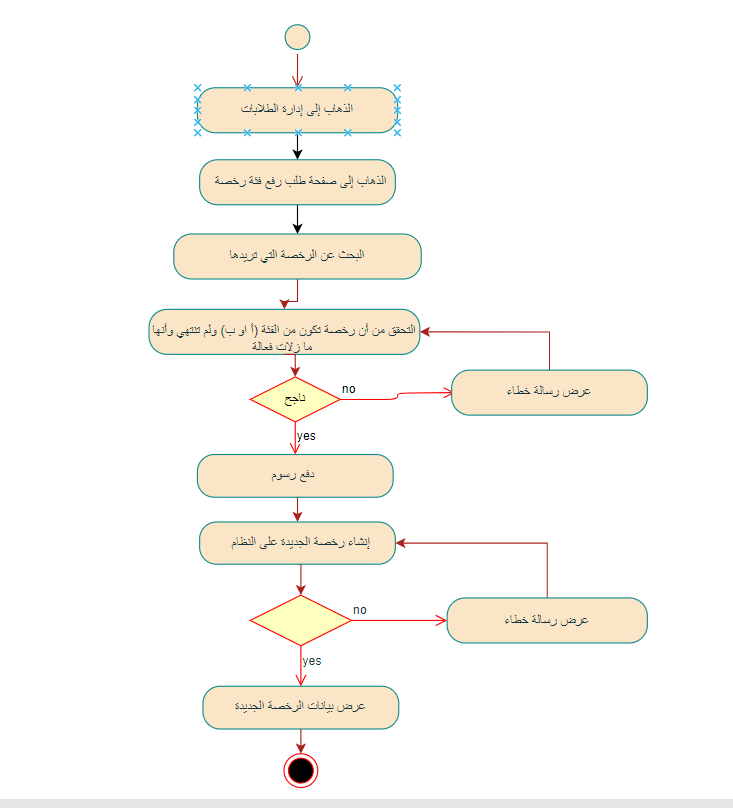 الذهاب إلى إدارة الطلابات
الذهاب إلى صفحة طلب رفع فئة رخصة
البحث عن الرخصة التي تريدها
التحقق من أن رخصة تكون من الفئة (أ او ب) ولم تنتهي وأنها
ما زلات فعالة
عرض رسالة خطاء
no
ناجح
yes
دفع رسوم
إنشاء رخصة الجديدة على النظام
no
عرض رسالة خطاء
yes
عرض بيانات الرخصة الجديدة